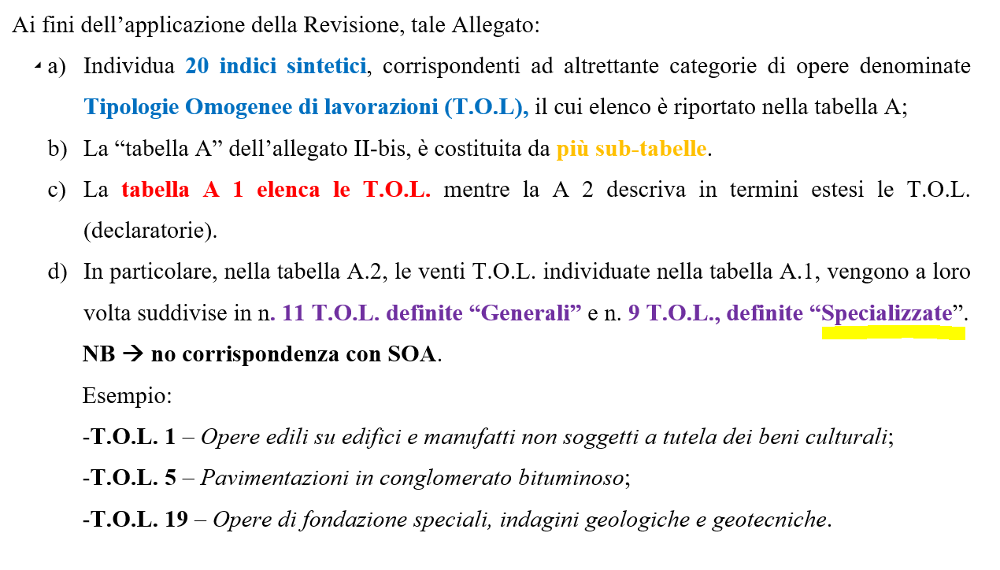 Ai fini dell’applicazione della Revisione, tale Allegato:
a) Individua 20 indici sintetici, corrispondenti ad altrettante categorie di opere denominate
Tipologie Omogenee di lavorazioni (T.O.L), il cui elenco è riportato nella tabella A;
b) La “tabella A” dell’allegato II-bis, è costituita da più sub-tabelle.
c) La tabella A 1 elenca le T.O.L. mentre la A 2 descriva in termini estesi le T.O.L.
(declaratorie).
d) In particolare, nella tabella A.2, le venti T.O.L. individuate nella tabella A.1, vengono a loro
volta suddivise in n. 11 T.O.L. definite “Generali” e n. 9 T.O.L., definite “Specializzate”.
NB → no corrispondenza con SOA.
Esempio:
-T.O.L. 1 – Opere edili su edifici e manufatti non soggetti a tutela dei beni culturali;
-T.O.L. 5 – Pavimentazioni in conglomerato bituminoso;
-T.O.L. 19 – Opere di fondazione speciali, indagini geologiche e geotecniche.